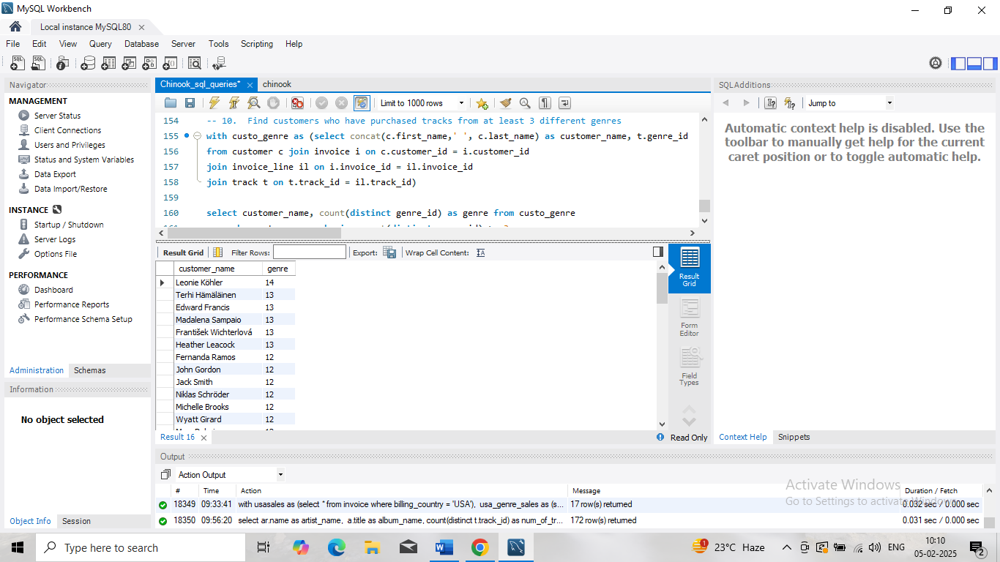 MySQL Workbench
Local instance MySQL80
File Edit View Query Database Server Tools Scripting Help
Navigator
MANAGEMENT
Server Status
Client Connections
Users and Privileges
Status and System Variables
Data Export
Data Import/Restore
INSTANCE
Startup / Shutdown
Server Logs
Options File
PERFORMANCE
Dashboard
Performance Reports
Performance Schema Setup
Administration Schemas
Information
No object selected
Object Info Session
Chinook_sql_queries* chinook
Limit to 1000 rows
154 -- 10. Find customers who have purchased tracks from at least 3 different genres
155 with custo_genre as (select concat(c.first_name,' ', c.last_name) as customer_name, t.genre_id
156 from customer c join invoice i on c.customer_id = i.customer_id
157 join invoice_line il on i.invoice_id = il.invoice_id
158 join track t on t.track_id = il.track_id)
159
160 select customer_name, count(distinct genre_id) as genre from custo_genre
Result Grid Filter Rows: Export: Wrap Cell Content:
customer_name genre
Leonie Köhler 14
Terhi Hämäläinen 13
Edward Francis 13
Madalena Sampaio 13
František Wichterlová 13
Heather Leacock 13
Fernanda Ramos 12
John Gordon 12
Jack Smith 12
Niklas Schröder 12
Michelle Brooks 12
Wyatt Girard 12
Result Grid
Form Editor
Field Types
Result 16
Read Only
SQLAdditions
Jump to
Automatic context help is disabled. Use the
toolbar to manually get help for the current
caret position or to toggle automatic help.
Context Help Snippets
Output
Action Output
# Time Action Message Duration / Fetch
18349 09:33:41 with usasales as (select * from invoice where billing_country = 'USA'), usa_genre_sales as (s... 17 row(s) returned 0.032 sec / 0.000 sec
18350 09:56:20 select ar.name as artist_name, a.title as album_name, count(distinct t.track_id) as num_of_tr... 172 row(s) returned 0.031 sec / 0.000 sec
Activate Windows
Go to Settings to activate Windows.
Type here to search
1
23°C Haze
ENG
10:10
05-02-2025
2